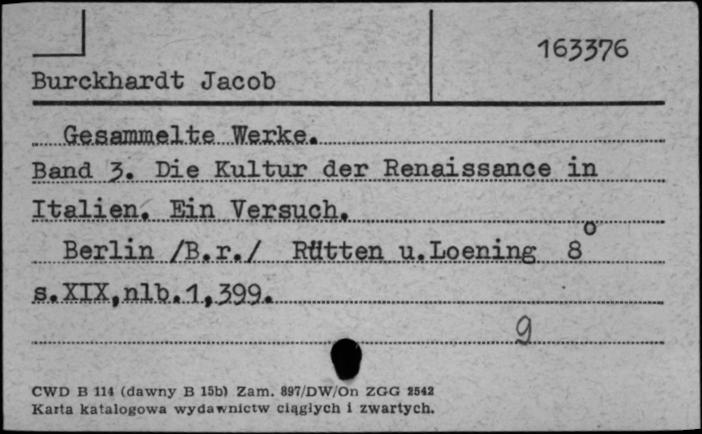 163376
Burckhardt Jacob
Gesammelte Werke.
Band 3. Die Kultur der Renaissance in
Italien. Ein Versuch.
Berlin /B.r./ Rütten u.Loening 8°
s.XIX,nlb.1,399.
9
CWD B 114 (dawny B 15b) Zam. 897/DW/On ZGG 2542
Karta katalogowa wydawnictw ciągłych i zwartych.